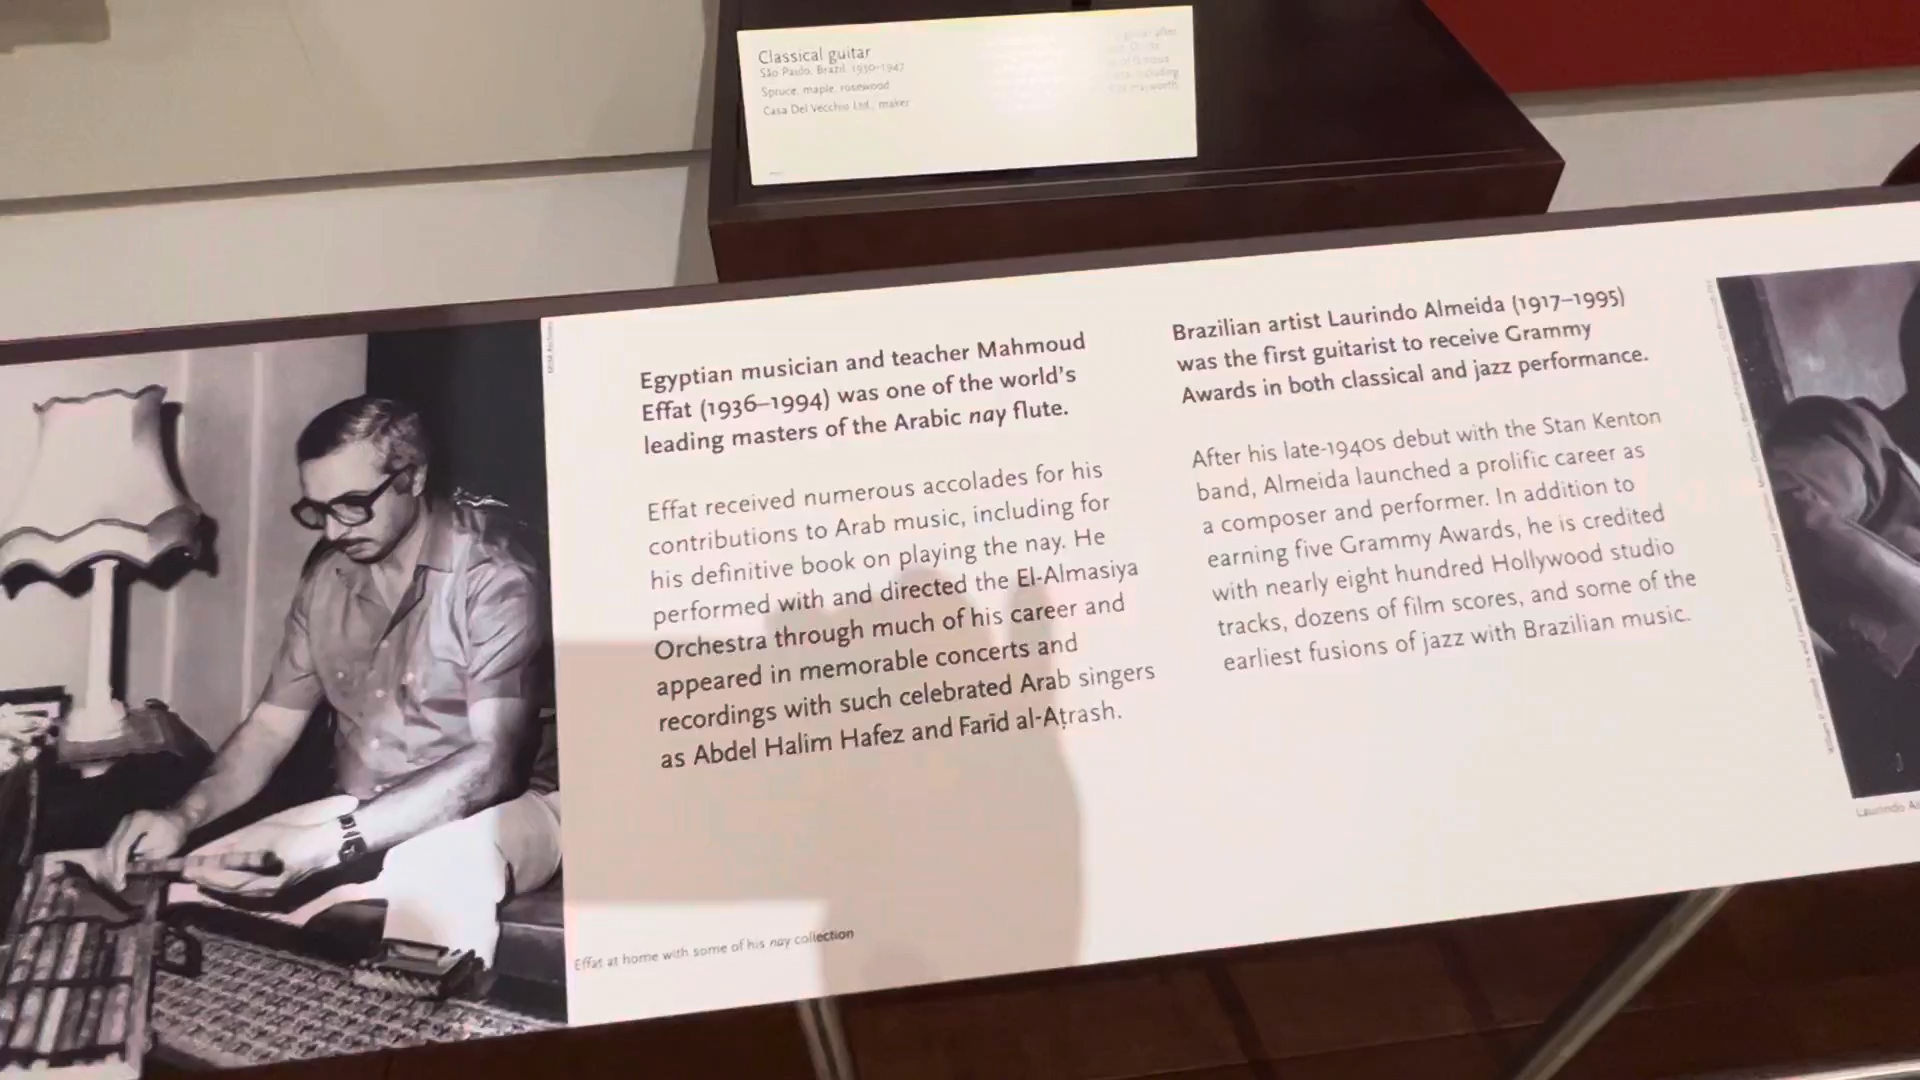 Classical guitar
São Paulo, Brazil, 1930–1947
Spruce, maple, rosewood
Casa Del Vecchio Ltd., maker
including
Egyptian musician and teacher Mahmoud
Effat (1936–1994) was one of the world's
leading masters of the Arabic nay flute.
Effat received numerous accolades for his
contributions to Arab music, including for
his definitive book on playing the nay. He
performed with and directed the El-Almasiya
Orchestra through much of his career and
appeared in memorable concerts and
recordings with such celebrated Arab singers
as Abdel Halim Hafez and Farīd al-Aṭrash.
Effat at home with some of his nay collection
Brazilian artist Laurindo Almeida (1917–1995)
was the first guitarist to receive Grammy
Awards in both classical and jazz performance.
After his late-1940s debut with the Stan Kenton
band, Almeida launched a prolific career as
a composer and performer. In addition to
earning five Grammy Awards, he is credited
with nearly eight hundred Hollywood studio
tracks, dozens of film scores, and some of the
earliest fusions of jazz with Brazilian music.
Laurindo